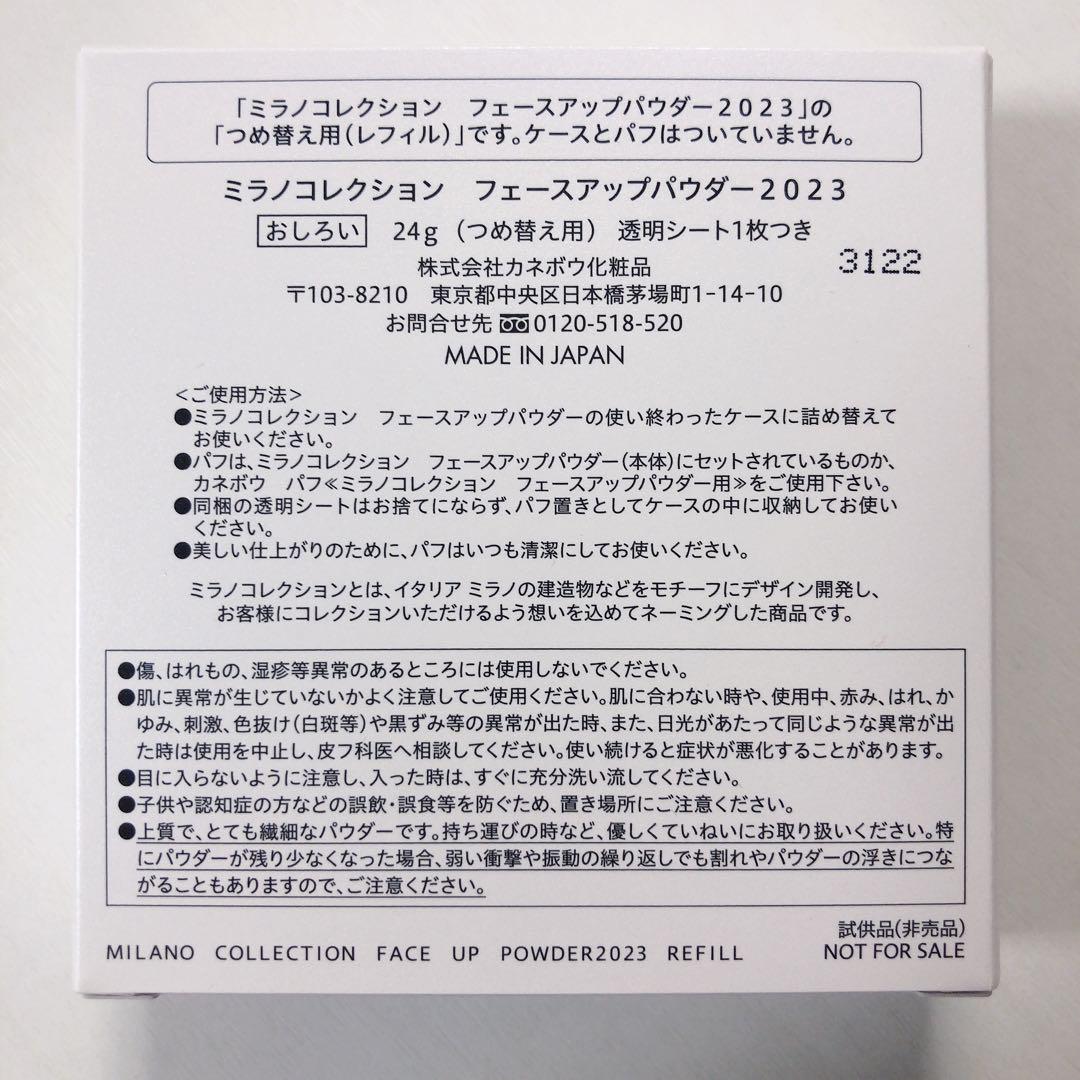 「ミラノコレクション　フェースアップパウダー２０２３」の
「つめ替え用（レフィル）」です。ケースとパフはついていません。
ミラノコレクション　フェースアップパウダー２０２３
おしろい　24g（つめ替え用）　透明シート1枚つき
3122
株式会社カネボウ化粧品
〒103-8210　東京都中央区日本橋茅場町1-14-10
お問合せ先 0120-518-520
MADE IN JAPAN
＜ご使用方法＞
●ミラノコレクション　フェースアップパウダーの使い終わったケースに詰め替えて
お使いください。
●パフは、ミラノコレクション　フェースアップパウダー（本体）にセットされているものか、
カネボウ　パフ≪ミラノコレクション　フェースアップパウダー用≫をご使用下さい。
●同梱の透明シートはお捨てにならず、パフ置きとしてケースの中に収納してお使い
ください。
●美しい仕上がりのために、パフはいつも清潔にしてお使いください。
ミラノコレクションとは、イタリア ミラノの建造物などをモチーフにデザイン開発し、
お客様にコレクションいただけるよう想いを込めてネーミングした商品です。
●傷、はれもの、湿疹等異常のあるところには使用しないでください。
●肌に異常が生じていないかよく注意してご使用ください。肌に合わない時や、使用中、赤み、はれ、か
ゆみ、刺激、色抜け（白斑等）や黒ずみ等の異常が出た時、また、日光があたって同じような異常が出
た時は使用を中止し、皮フ科医へ相談してください。使い続けると症状が悪化することがあります。
●目に入らないように注意し、入った時は、すぐに充分洗い流してください。
●子供や認知症の方などの誤飲・誤食等を防ぐため、置き場所にご注意ください。
●上質で、とても繊細なパウダーです。持ち運びの時など、優しくていねいにお取り扱いください。特
にパウダーが残り少なくなった場合、弱い衝撃や振動の繰り返しでも割れやパウダーの浮きにつな
がることもありますので、ご注意ください。
試供品（非売品）
MILANO COLLECTION FACE UP POWDER2023 REFILL
NOT FOR SALE